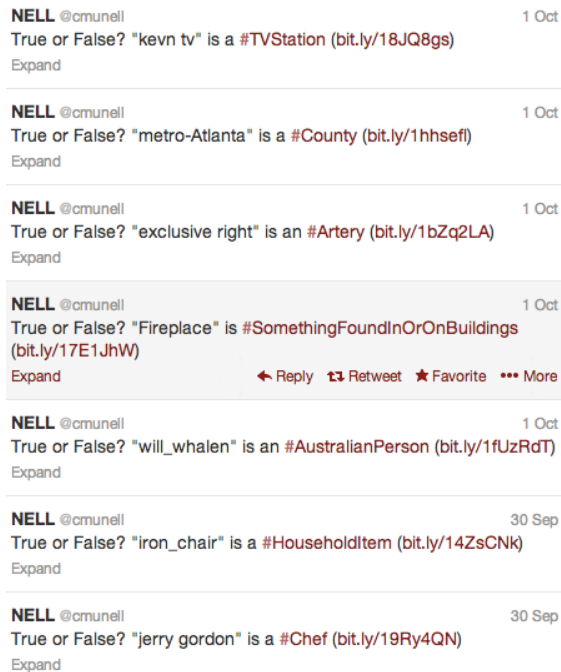 NELL @cmunell 1 Oct
True or False? "kevn tv" is a #TVStation (bit.ly/18JQ8gs)
Expand
NELL @cmunell 1 Oct
True or False? "metro-Atlanta" is a #County (bit.ly/1hhsefl)
Expand
NELL @cmunell 1 Oct
True or False? "exclusive right" is an #Artery (bit.ly/1bZq2LA)
Expand
NELL @cmunell 1 Oct
True or False? "Fireplace" is #SomethingFoundInOrOnBuildings
(bit.ly/17E1JhW)
Expand Reply Retweet Favorite More
NELL @cmunell 1 Oct
True or False? "will_whalen" is an #AustralianPerson (bit.ly/1fUzRdT)
Expand
NELL @cmunell 30 Sep
True or False? "iron_chair" is a #HouseholdItem (bit.ly/14ZsCNk)
Expand
NELL @cmunell 30 Sep
True or False? "jerry gordon" is a #Chef (bit.ly/19Ry4QN)
Expand